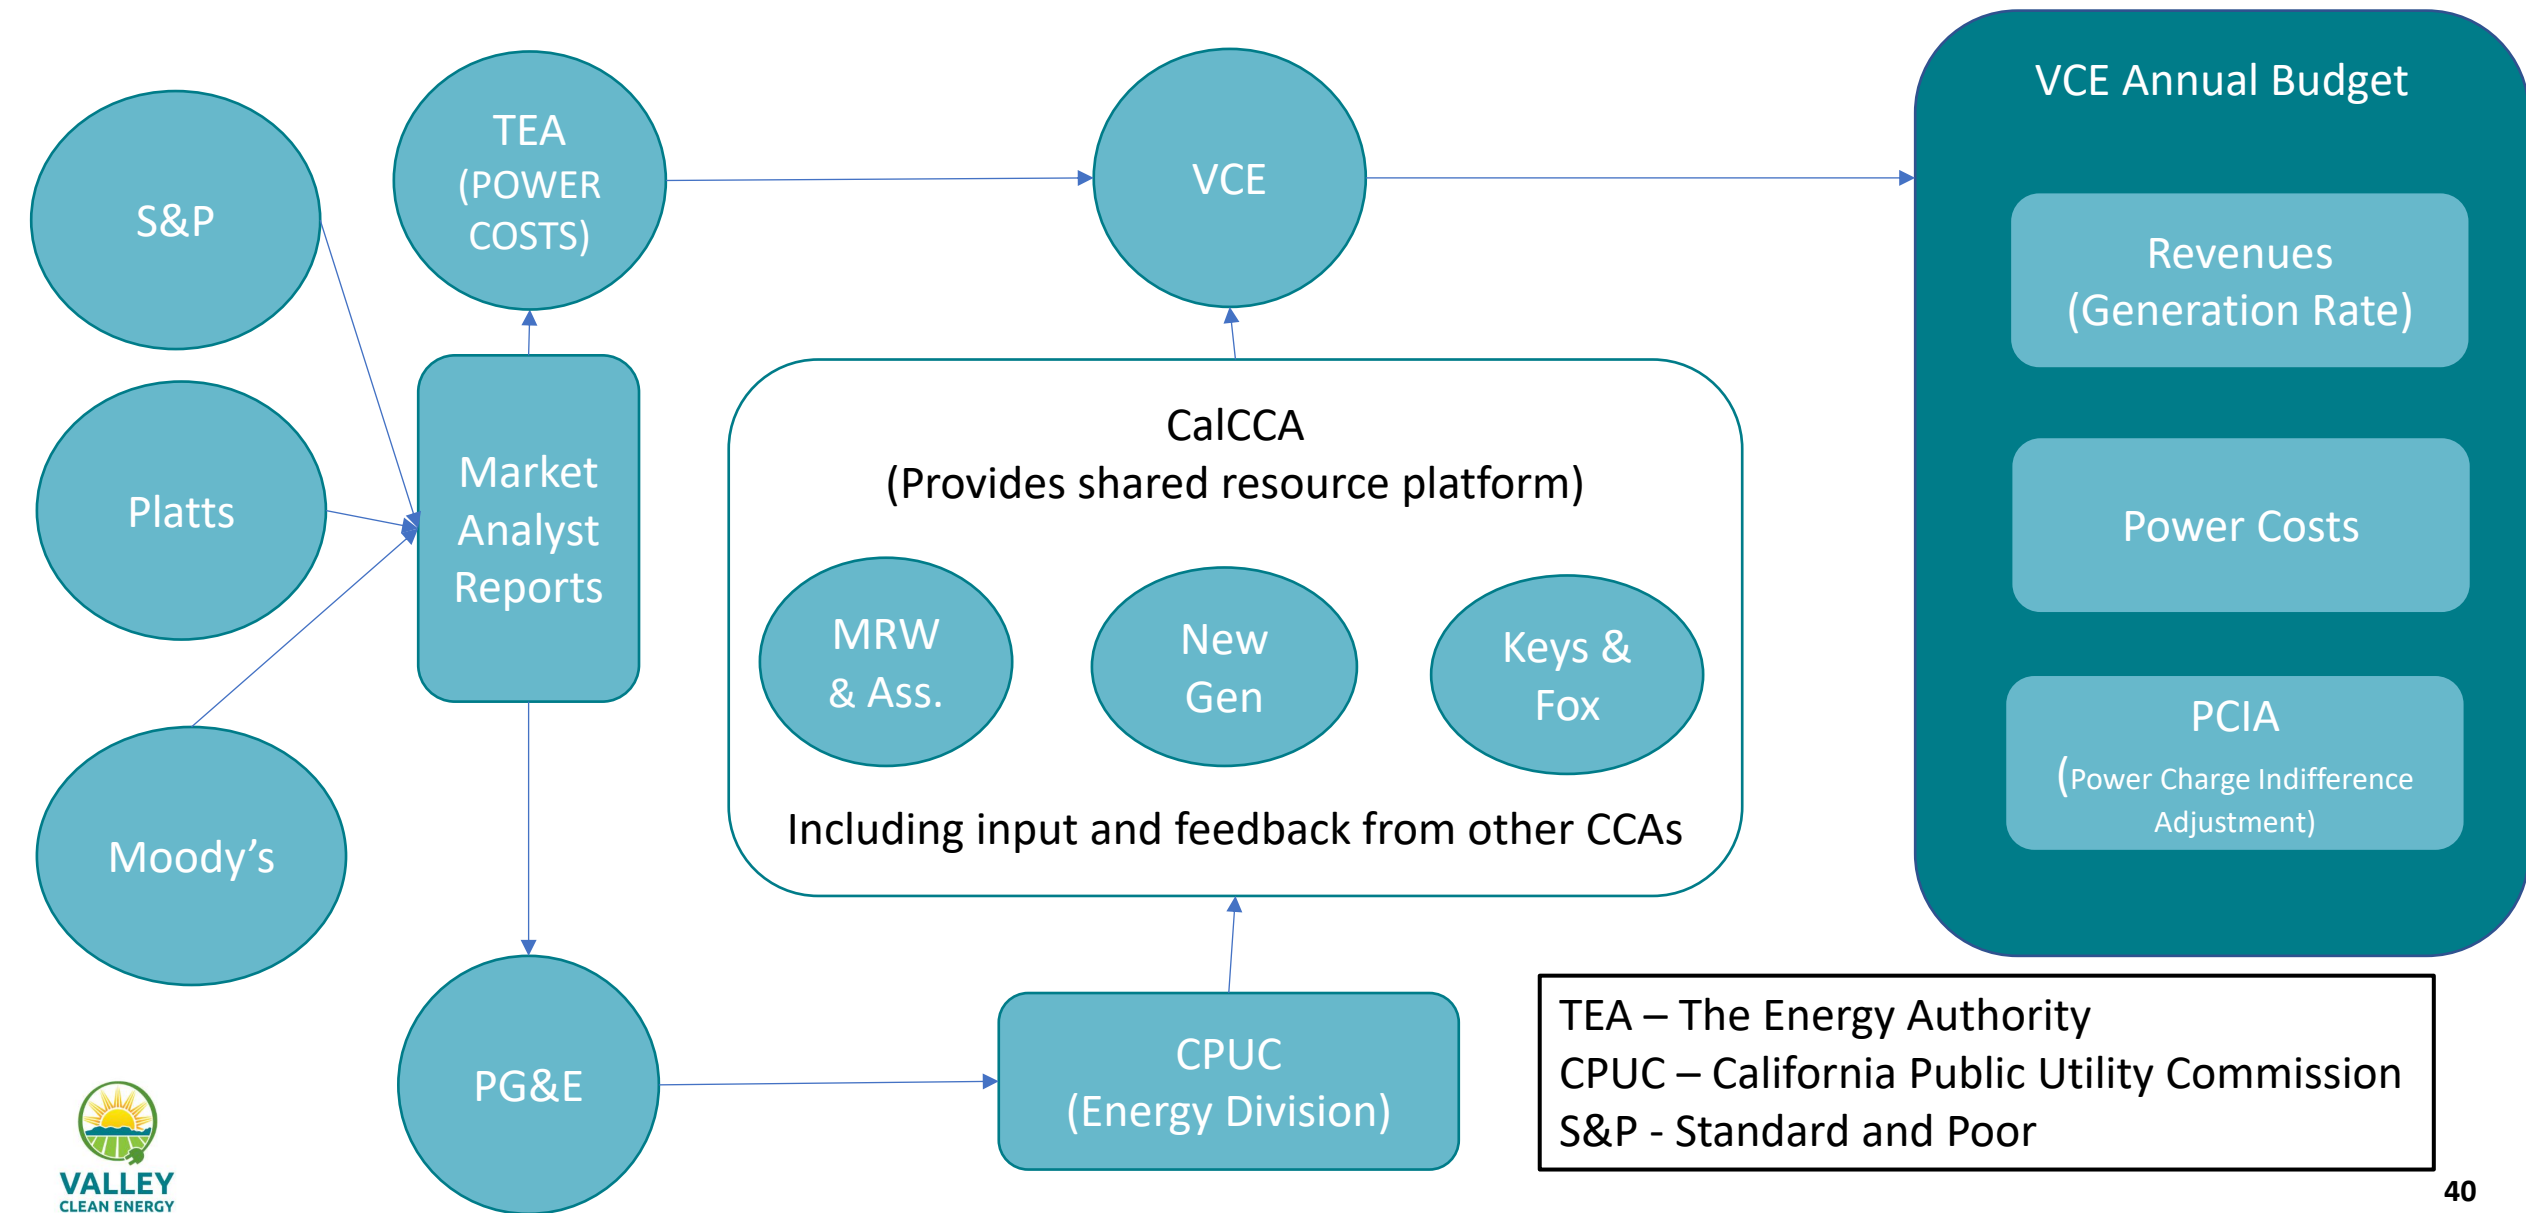 S&P
Platts
Moody’s
TEA
(POWER
COSTS)
Market
Analyst
Reports
PG&E
VCE
CalCCA
(Provides shared resource platform)
MRW
& Ass.
New
Gen
Keys &
Fox
Including input and feedback from other CCAs
CPUC
(Energy Division)
VCE Annual Budget
Revenues
(Generation Rate)
Power Costs
PCIA
(Power Charge Indifference
Adjustment)
TEA – The Energy Authority
CPUC – California Public Utility Commission
S&P - Standard and Poor
VALLEY
CLEAN ENERGY
40